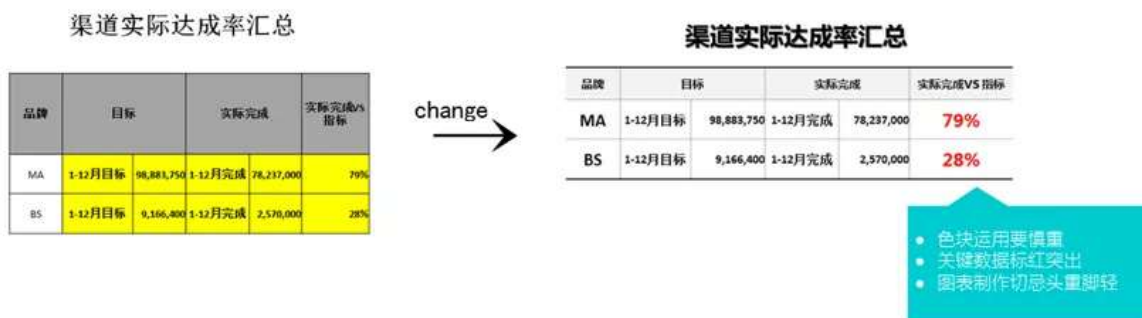 渠道实际达成率汇总
品牌 目标 实际完成 实际完成VS
指标
MA 1-12月目标 98,883,750 1-12月完成 78,237,000 79%
BS 1-12月目标 9,166,400 1-12月完成 2,570,000 28%
change
渠道实际达成率汇总
品牌 目标 实际完成 实际完成VS 指标
MA 1-12月目标 98,883,750 1-12月完成 78,237,000 79%
BS 1-12月目标 9,166,400 1-12月完成 2,570,000 28%
• 色块运用要慎重
• 关键数据标红突出
• 图表制作切忌头重脚轻